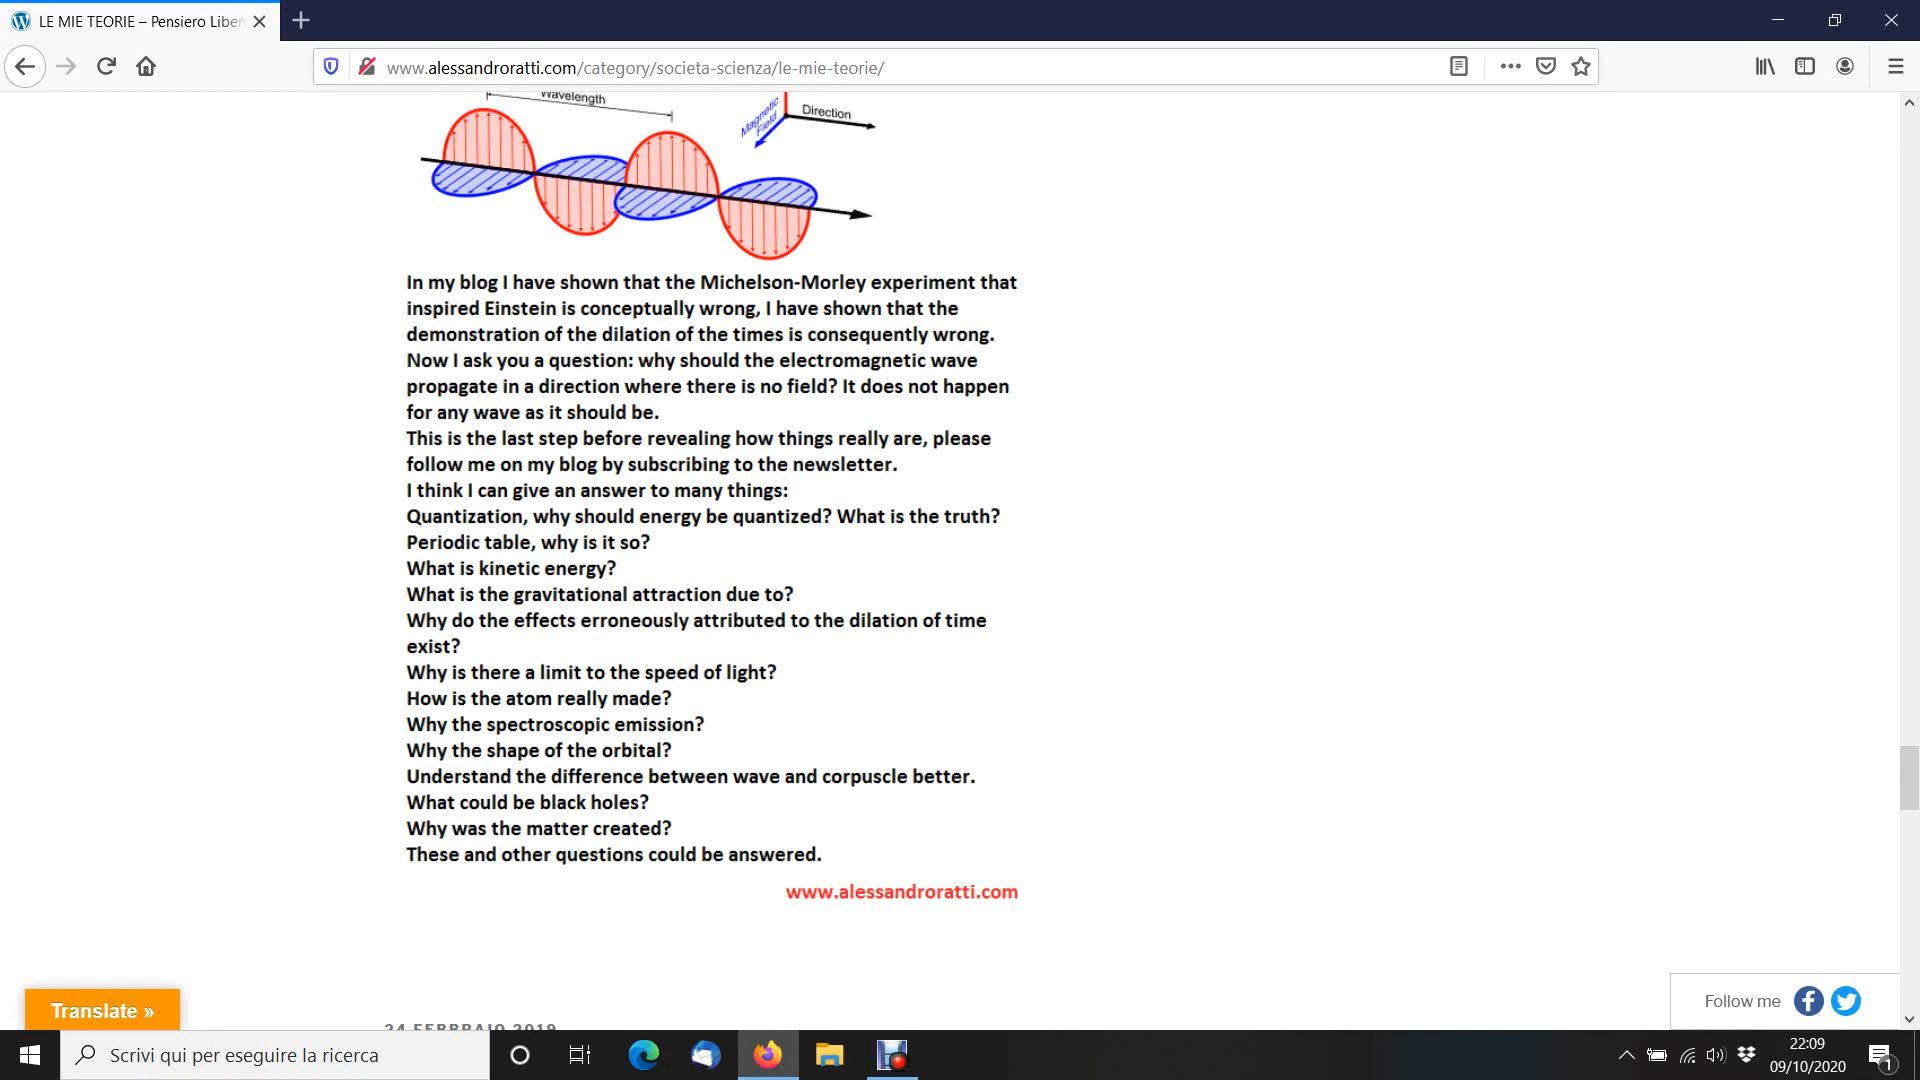 LE MIE TEORIE – Pensiero Liber
www.alessandroratti.com/category/societa-scienza/le-mie-teorie/
Wavelength
Magnetic
Field
Direction
In my blog I have shown that the Michelson-Morley experiment that
inspired Einstein is conceptually wrong, I have shown that the
demonstration of the dilation of the times is consequently wrong.
Now I ask you a question: why should the electromagnetic wave
propagate in a direction where there is no field? It does not happen
for any wave as it should be.
This is the last step before revealing how things really are, please
follow me on my blog by subscribing to the newsletter.
I think I can give an answer to many things:
Quantization, why should energy be quantized? What is the truth?
Periodic table, why is it so?
What is kinetic energy?
What is the gravitational attraction due to?
Why do the effects erroneously attributed to the dilation of time
exist?
Why is there a limit to the speed of light?
How is the atom really made?
Why the spectroscopic emission?
Why the shape of the orbital?
Understand the difference between wave and corpuscle better.
What could be black holes?
Why was the matter created?
These and other questions could be answered.
www.alessandroratti.com
Translate »
24 FEBBRAIO 2019
Follow me
Scrivi qui per eseguire la ricerca
22:09
09/10/2020
1